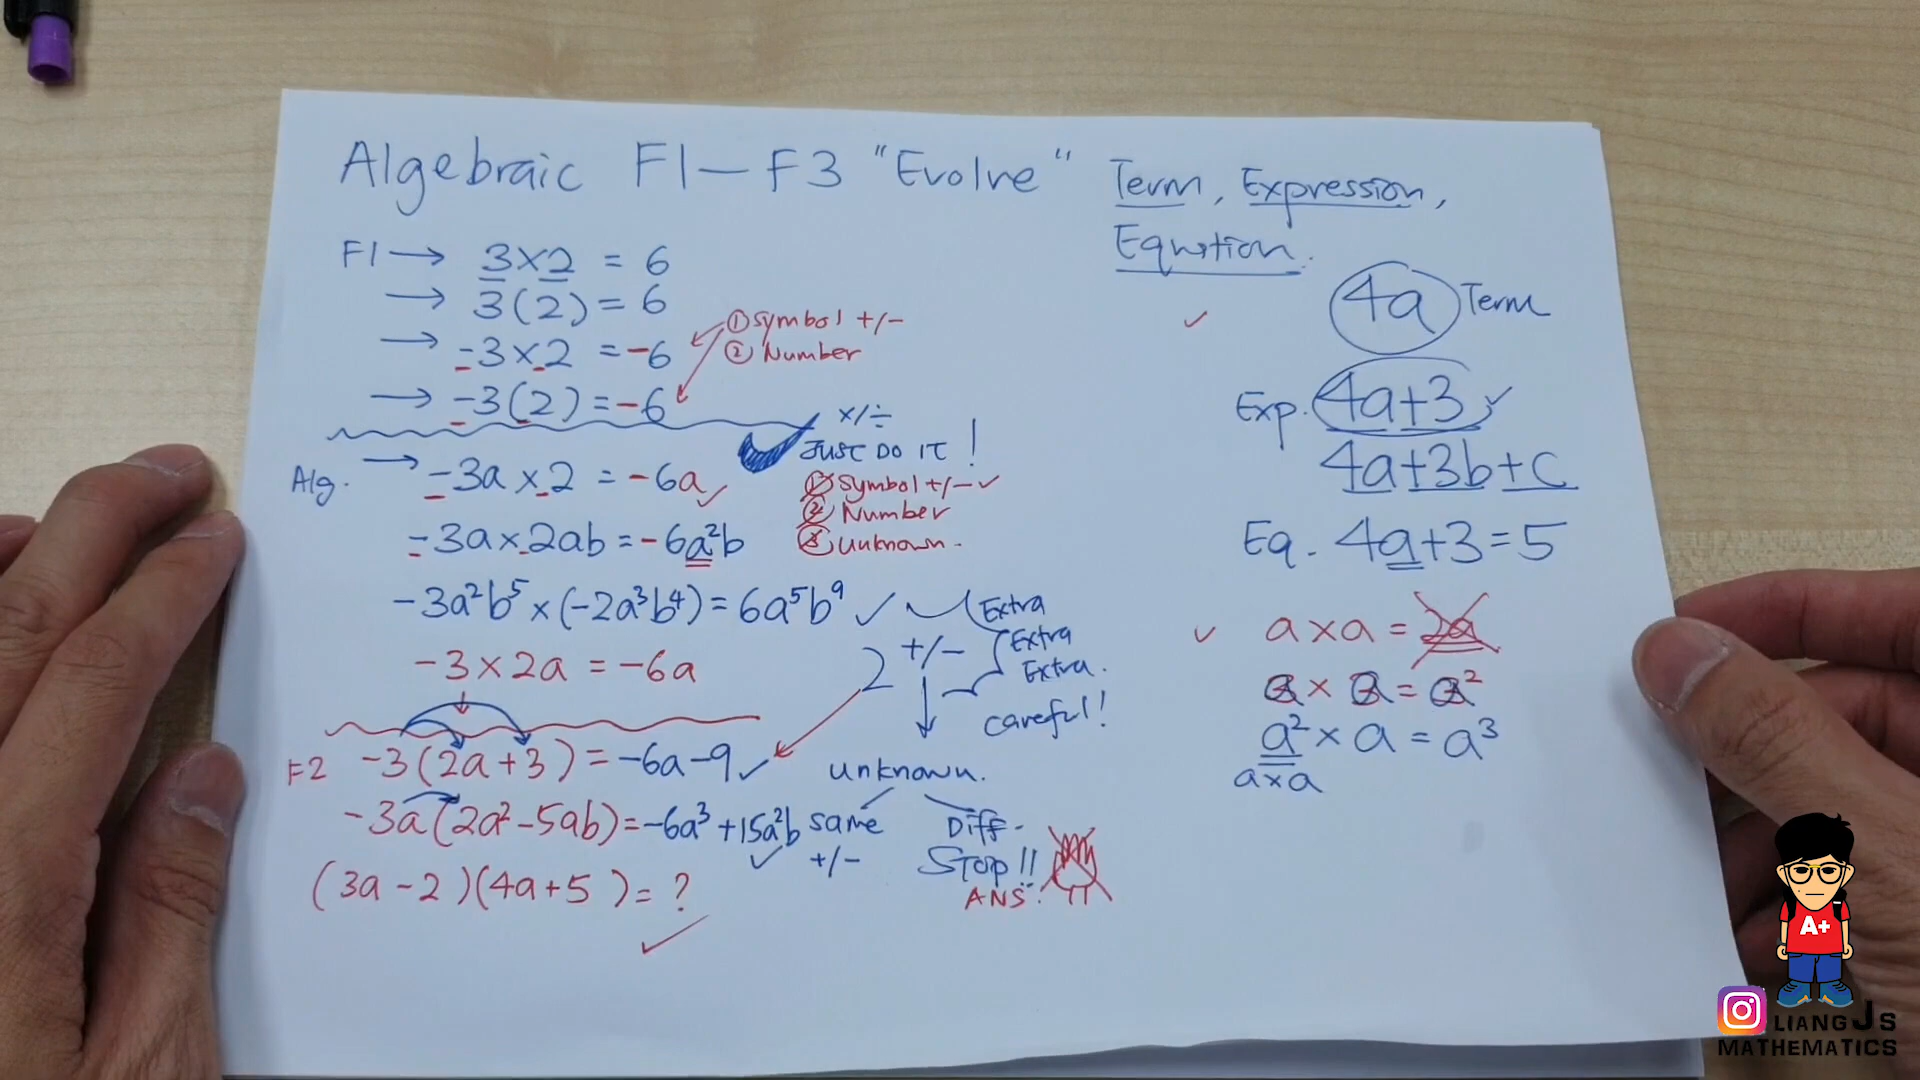 Algebraic F1—F3 "Evolve"
Term, Expression,
Equation.
F1 → 3×2 = 6
→ 3(2) = 6
→ -3×2 = -6
→ -3(2) = -6
① Symbol +/-
② Number
Alg. → -3a×2 = -6a ✓
-3a×2ab = -6a²b
-3a²b⁵×(-2a³b⁴) = 6a⁵b⁹ ✓
-3×2a = -6a
×/÷
JUST DO IT!
① Symbol +/- ✓
② Number
③ Unknown.
Extra
Extra
Extra.
2 +/-
careful!
F2 -3(2a+3) = -6a-9 ✓
-3a(2a²-5ab) = -6a³+15a²b ✓
(3a-2)(4a+5) = ?
✓
unknown.
same
+/-
Diff.
STOP!!
ANS.
✓
4a Term
Exp. 4a+3 ✓
4a+3b+c
Eq. 4a+3=5
✓ a×a = 2a
a×a = a²
a²×a = a³
a×a
A+
LIANGJS
MATHEMATICS